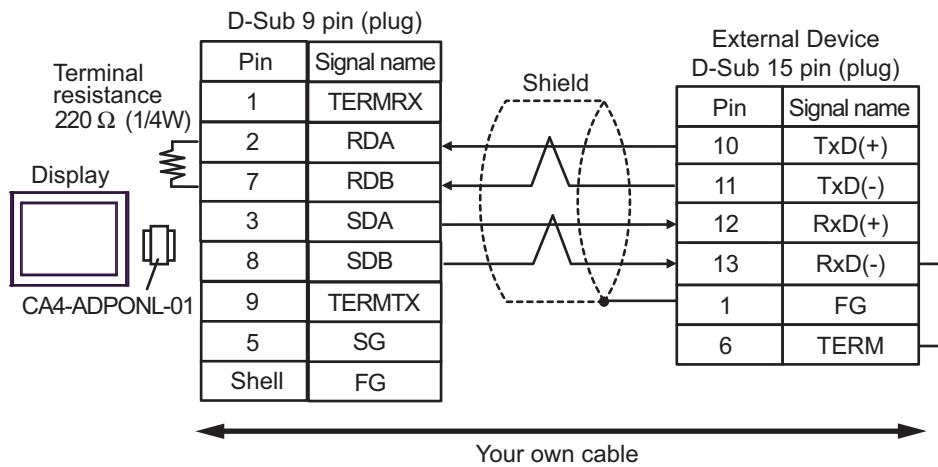 D-Sub 9 pin (plug)
Pin Signal name
1 TERMRX
2 RDA
7 RDB
3 SDA
8 SDB
9 TERMTX
5 SG
Shell FG
Terminal
resistance
220 Ω (1/4W)
Display
CA4-ADPONL-01
Shield
External Device
D-Sub 15 pin (plug)
Pin Signal name
10 TxD(+)
11 TxD(-)
12 RxD(+)
13 RxD(-)
1 FG
6 TERM
Your own cable